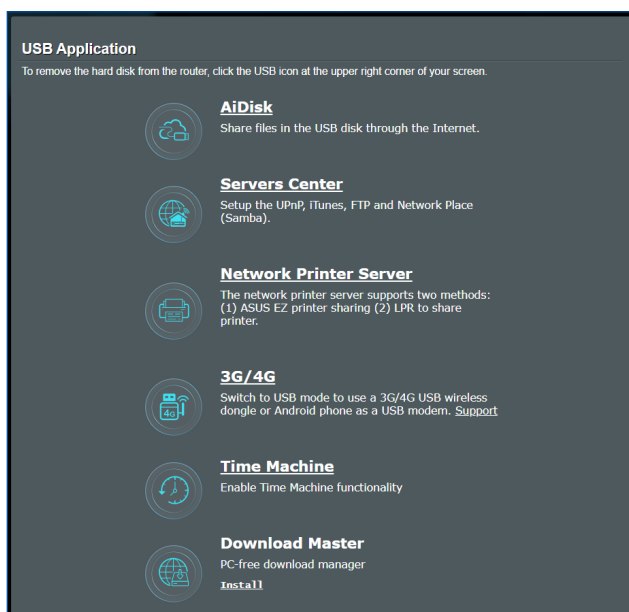 USB Application
To remove the hard disk from the router, click the USB icon at the upper right corner of your screen.
AiDisk
Share files in the USB disk through the Internet.
Servers Center
Setup the UPnP, iTunes, FTP and Network Place
(Samba).
Network Printer Server
The network printer server supports two methods:
(1) ASUS EZ printer sharing (2) LPR to share
printer.
3G/4G
4G
Switch to USB mode to use a 3G/4G USB wireless
dongle or Android phone as a USB modem. Support
Time Machine
Enable Time Machine functionality
Download Master
PC-free download manager
Install